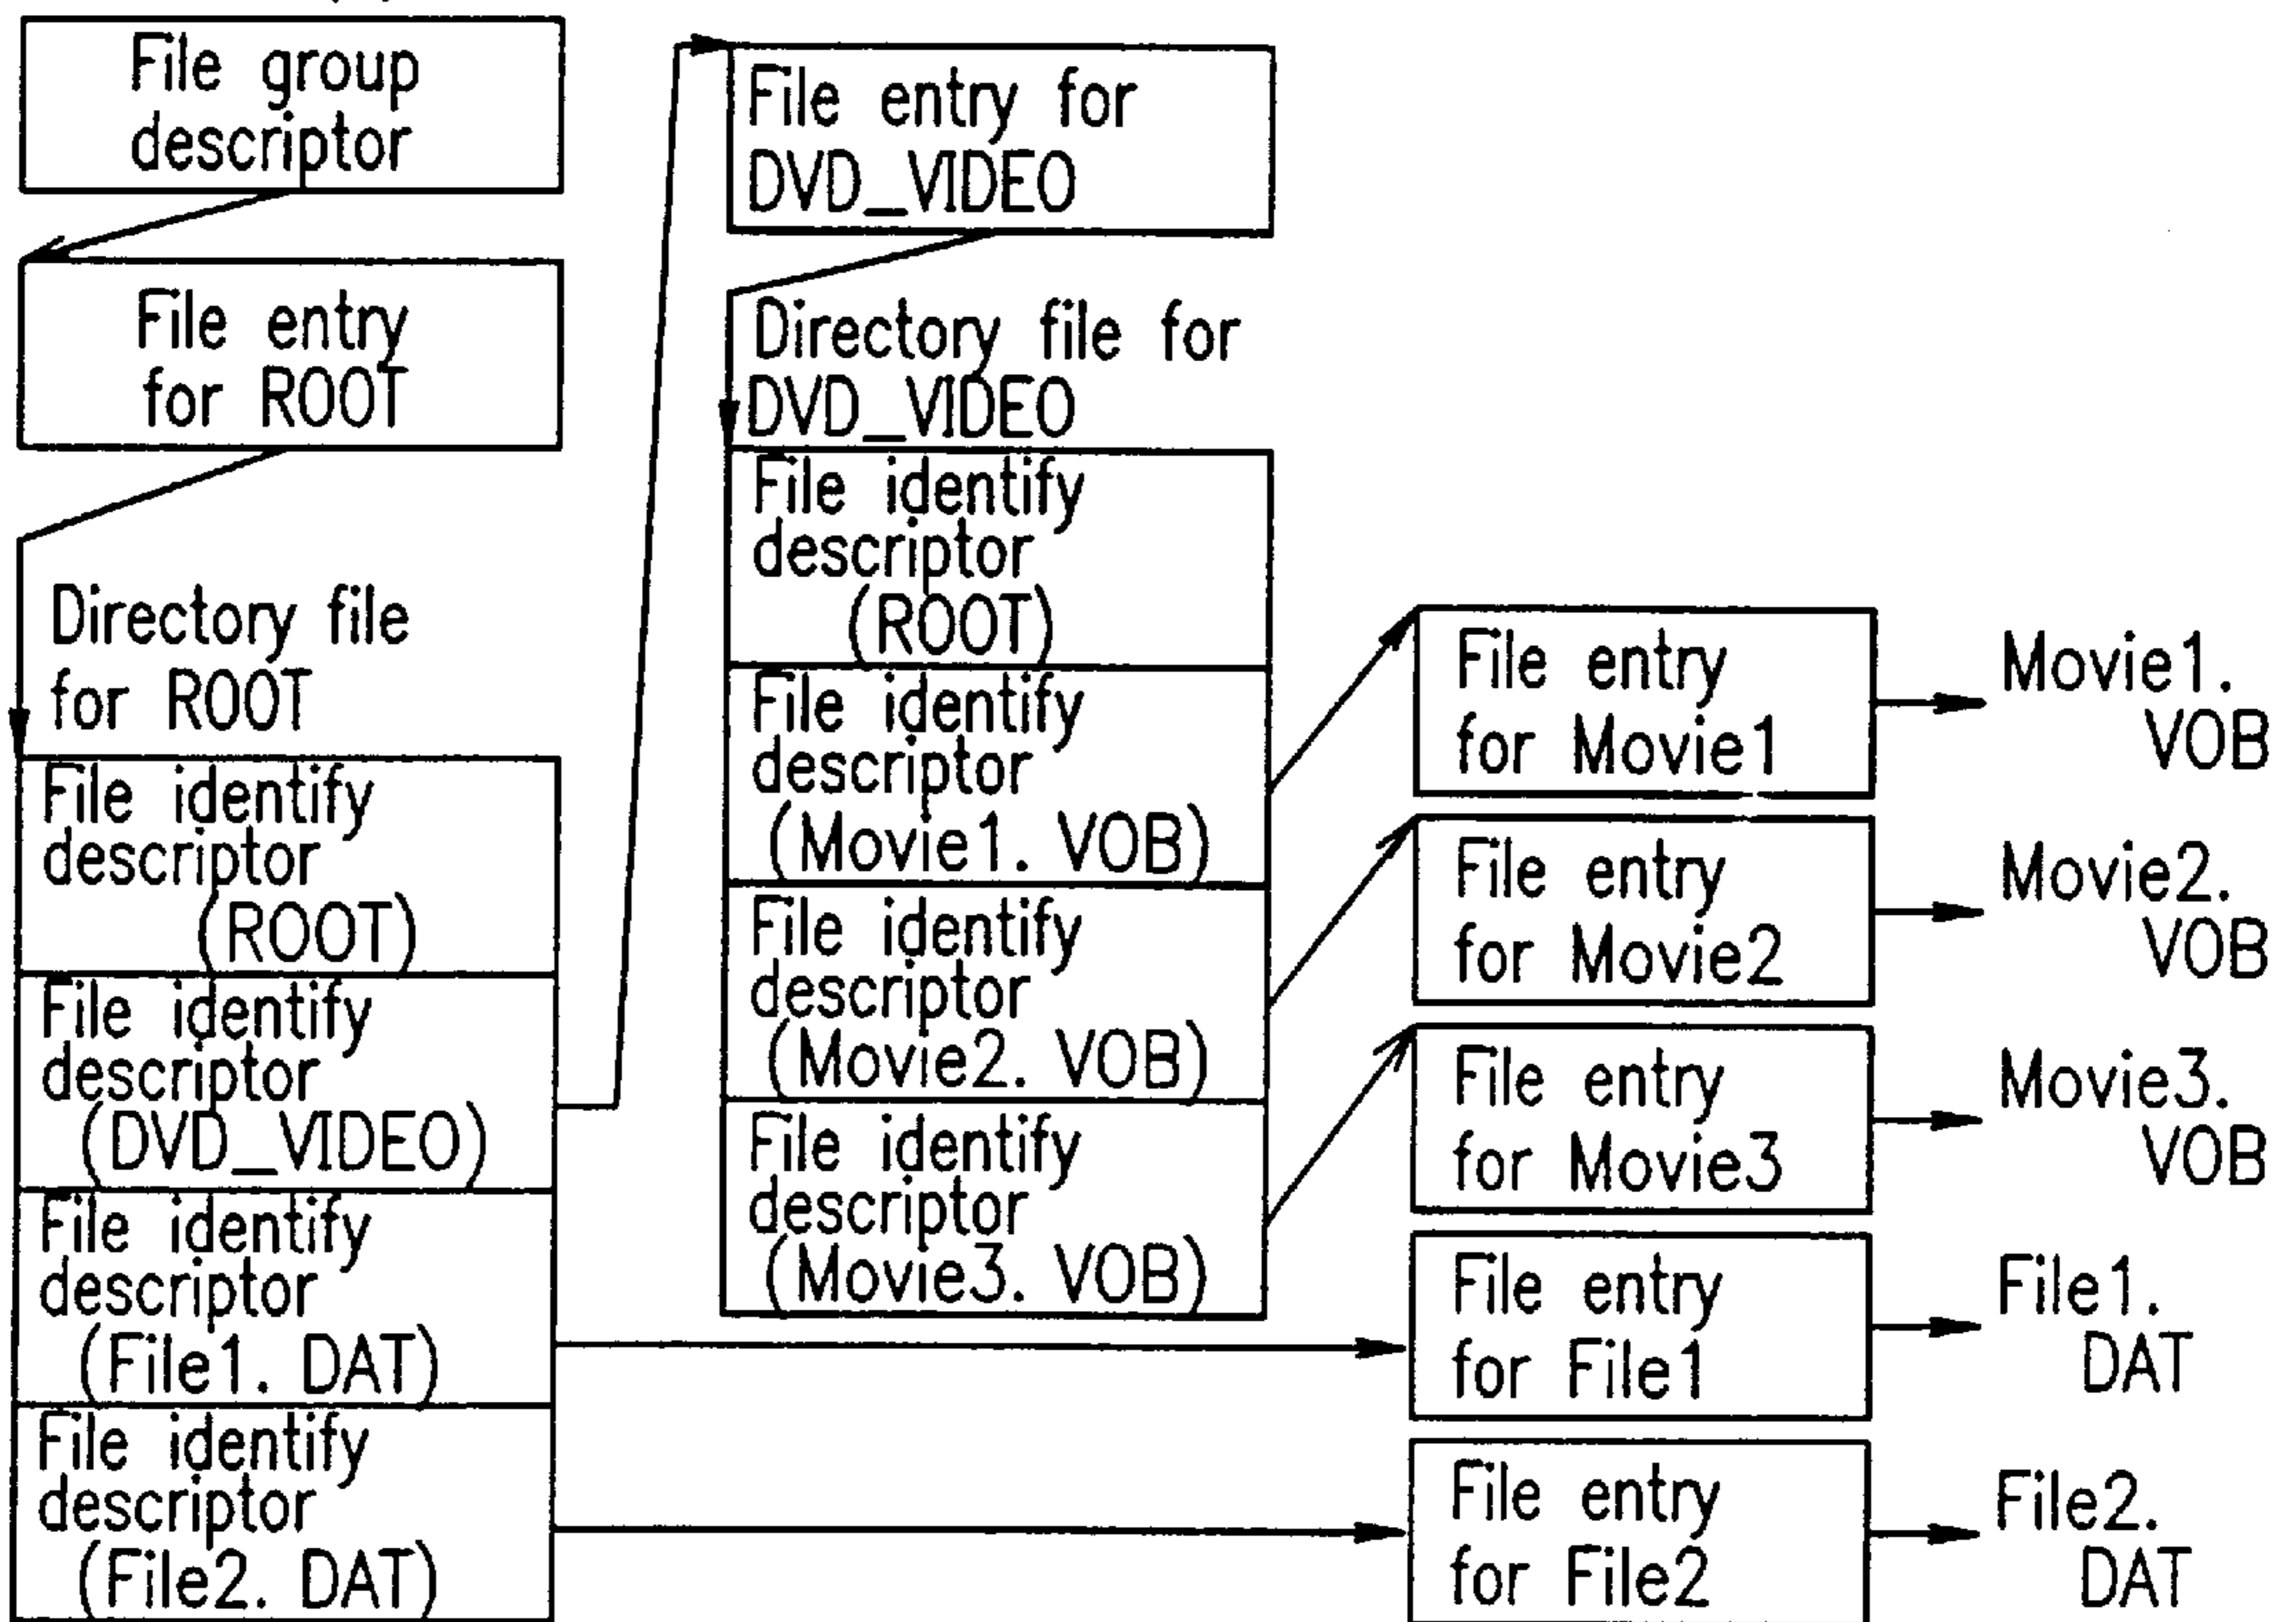 File group
descriptor
File entry
for ROOT
Directory file
for ROOT
File identify
descriptor
(ROOT)
File identify
descriptor
(DVD_VIDEO)
File identify
descriptor
(File1. DAT)
File identify
descriptor
(File2. DAT)
File entry for
DVD_VIDEO
Directory file for
DVD_VIDEO
File identify
descriptor
(ROOT)
File identify
descriptor
(Movie1. VOB)
File identify
descriptor
(Movie2. VOB)
File identify
descriptor
(Movie3. VOB)
File entry
for Movie1
Movie1.
VOB
File entry
for Movie2
Movie2.
VOB
File entry
for Movie3
Movie3.
VOB
File entry
for File1
File1.
DAT
File entry
for File2
File2.
DAT